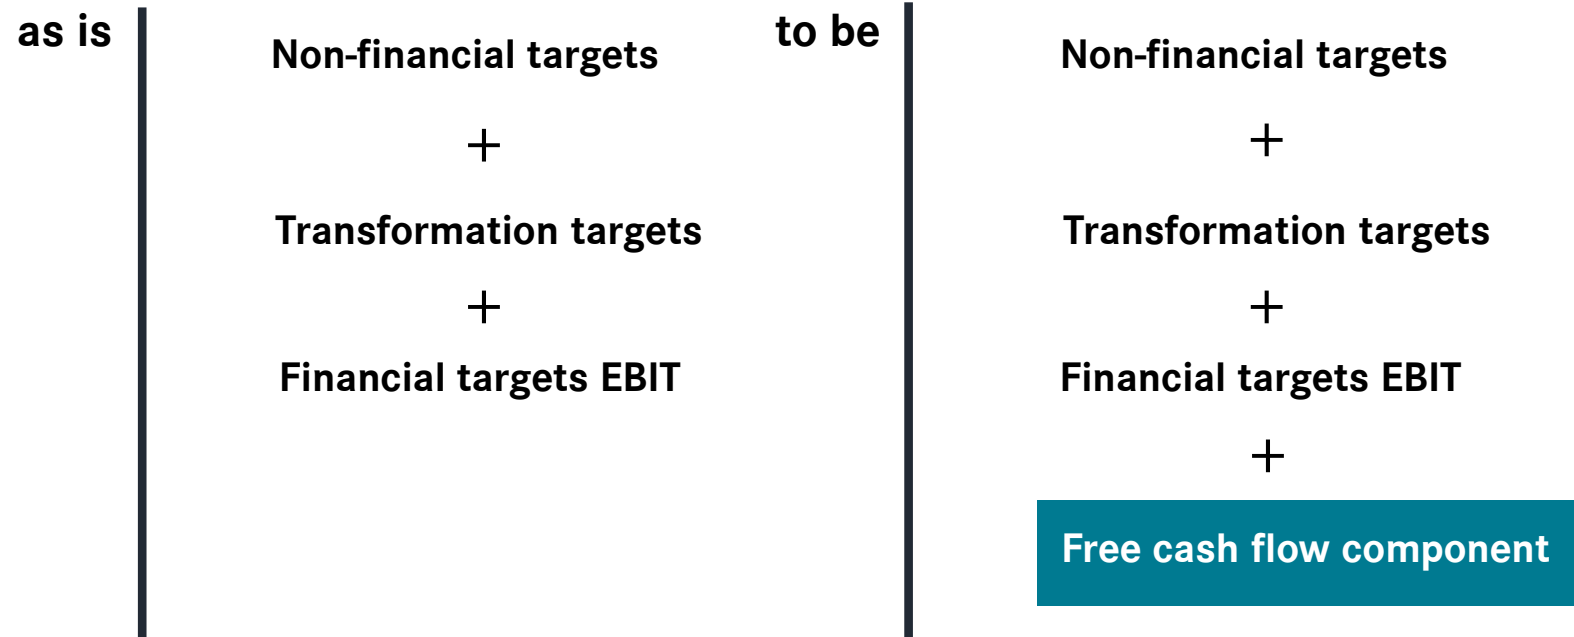 as is
Non-financial targets
+
Transformation targets
+
Financial targets EBIT
to be
Non-financial targets
+
Transformation targets
+
Financial targets EBIT
+
Free cash flow component